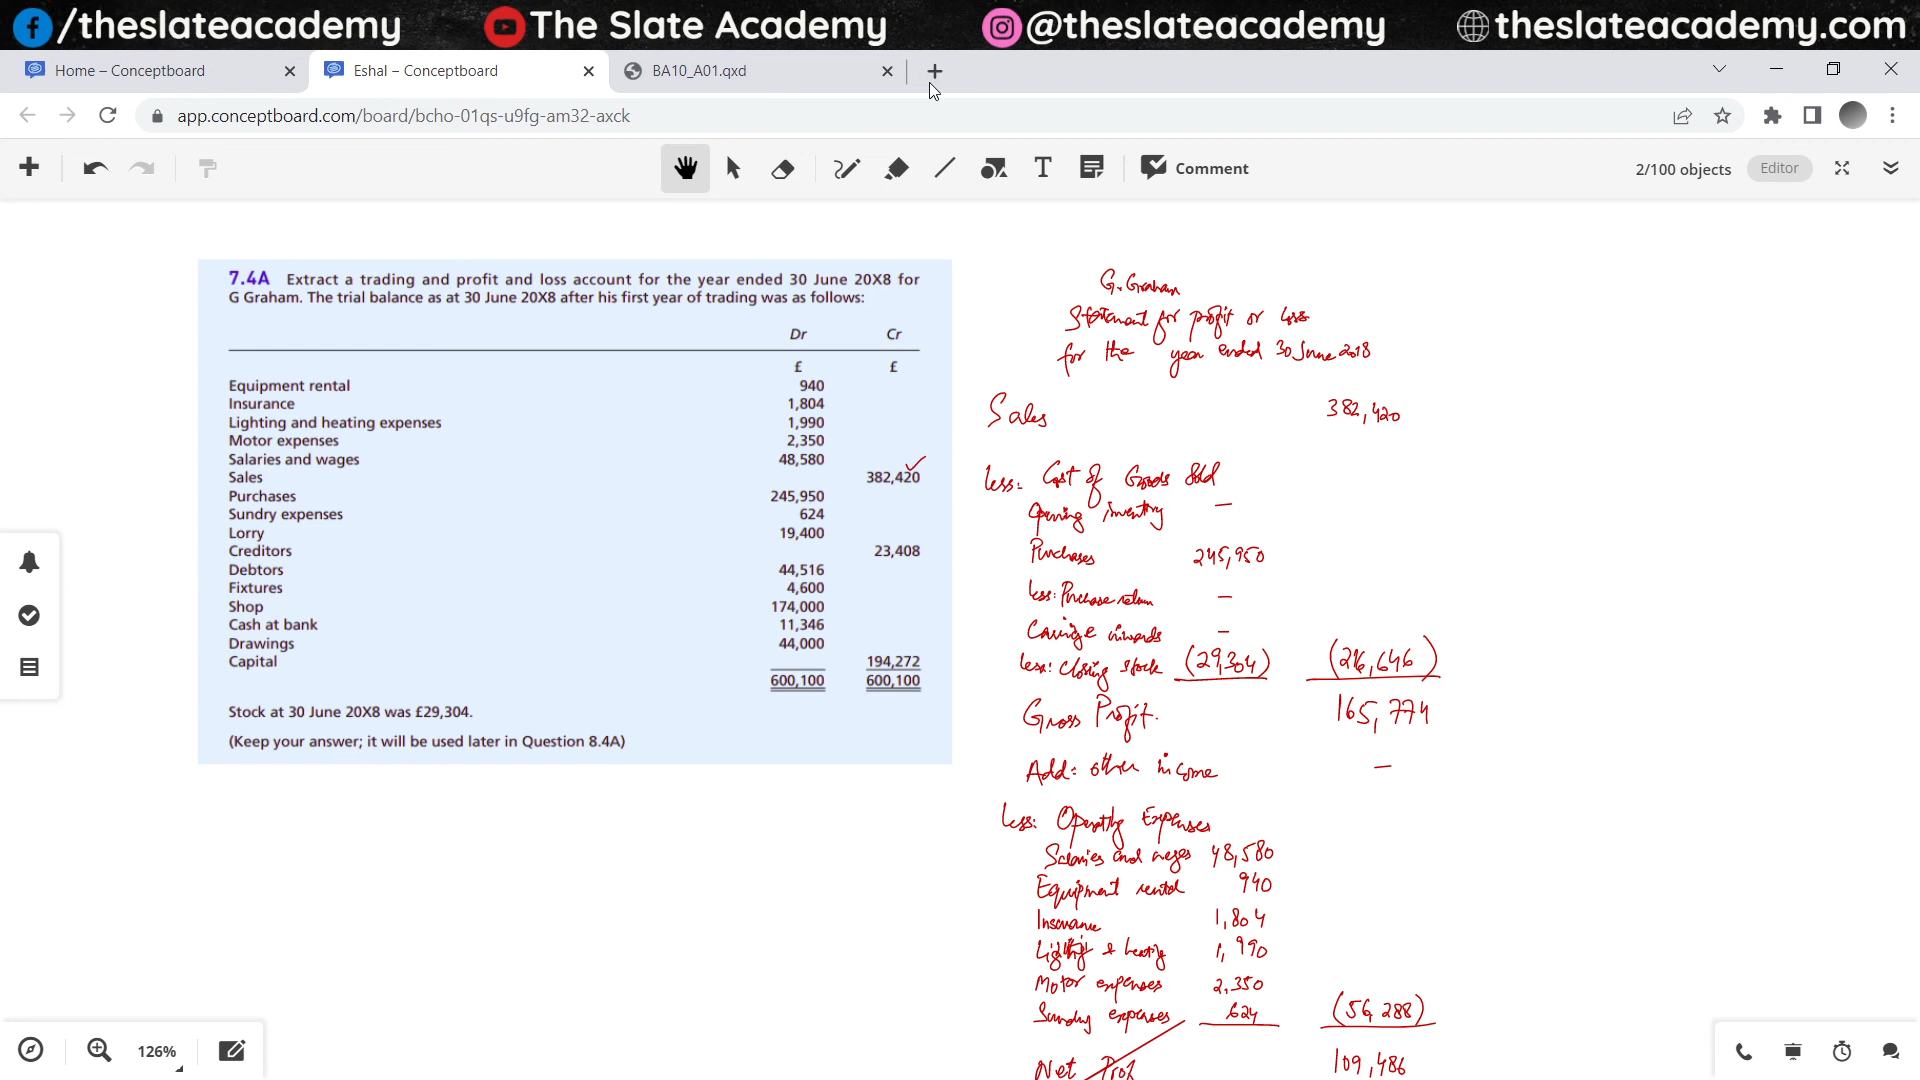 /theslateacademy The Slate Academy @theslateacademy theslateacademy.com
Home – Conceptboard Eshal – Conceptboard BA10_A01.qxd
app.conceptboard.com/board/bcho-01qs-u9fg-am32-axck
Comment 2/100 objects Editor
7.4A Extract a trading and profit and loss account for the year ended 30 June 20X8 for
G Graham. The trial balance as at 30 June 20X8 after his first year of trading was as follows:
Dr Cr
£ £
Equipment rental 940
Insurance 1,804
Lighting and heating expenses 1,990
Motor expenses 2,350
Salaries and wages 48,580
Sales 382,420
Purchases 245,950
Sundry expenses 624
Lorry 19,400
Creditors 23,408
Debtors 44,516
Fixtures 4,600
Shop 174,000
Cash at bank 11,346
Drawings 44,000
Capital 194,272
600,100 600,100
Stock at 30 June 20X8 was £29,304.
(Keep your answer; it will be used later in Question 8.4A)
G. Graham
Statement for profit or loss
for the year ended 30 June 2018
Sales 382,420
less: Cost of Goods Sold
Opening inventory –
Purchases 245,950
less: Purchase return –
Carriage inwards –
less: Closing stock (29,304) (216,646)
Gross Profit. 165,774
Add: other income –
less: Operating Expenses
Salaries and wages 48,580
Equipment rental 940
Insurance 1,804
Lighting & heating 1,990
Motor expenses 2,350
Sundry expenses 624 (56,288)
Net Prof 109,486
126%